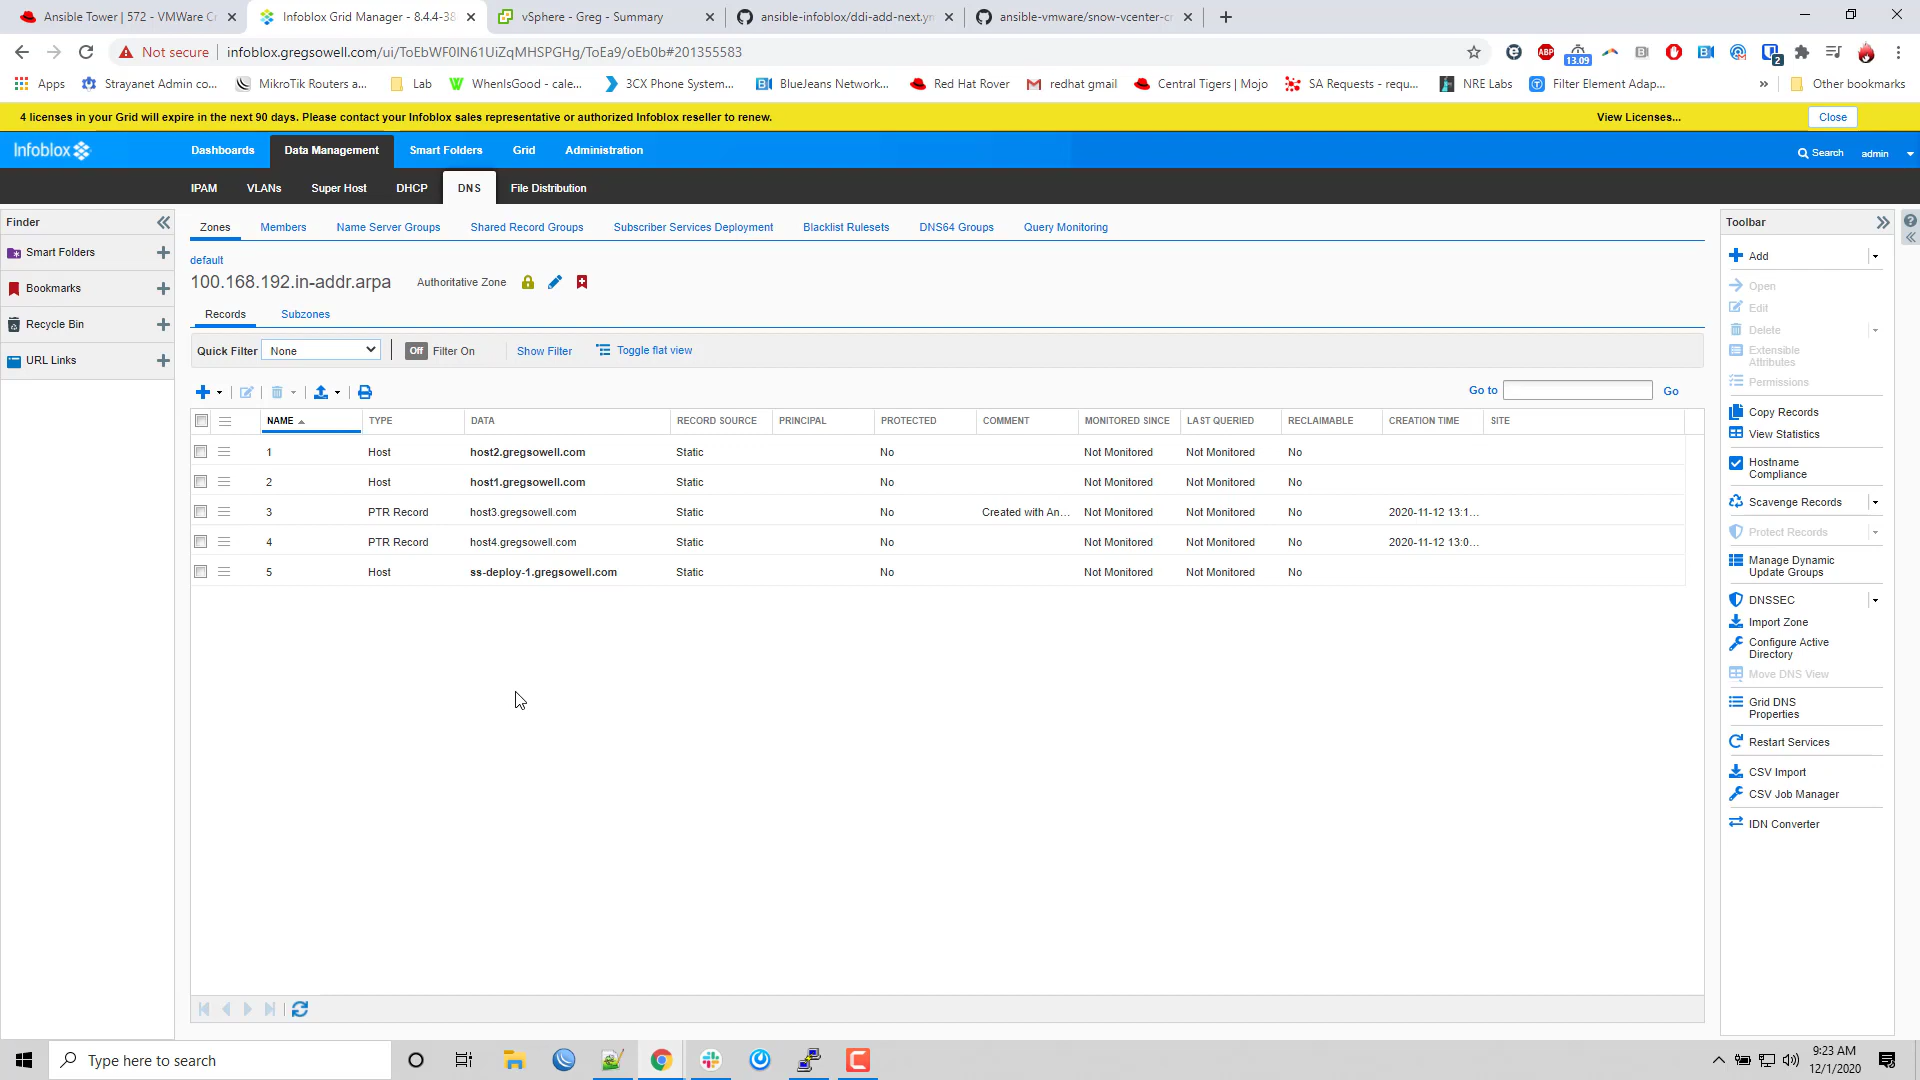 Ansible Tower | 572 - VMWare Cr
Infoblox Grid Manager - 8.4.4-38
vSphere - Greg - Summary
ansible-infoblox/ddi-add-next.ym
ansible-vmware/snow-vcenter-cr
Not secure
infoblox.gregsowell.com/ui/ToEbWF0IN61UiZqMHSPGHg/ToEa9/oEb0b#201355583
13.09
2
Apps
Strayanet Admin co...
MikroTik Routers a...
Lab
WhenIsGood - cale...
3CX Phone System...
BlueJeans Network...
Red Hat Rover
redhat gmail
Central Tigers | Mojo
SA Requests - requ...
NRE Labs
Filter Element Adap...
Other bookmarks
4 licenses in your Grid will expire in the next 90 days. Please contact your Infoblox sales representative or authorized Infoblox reseller to renew.
View Licenses...
Close
Infoblox
Dashboards
Data Management
Smart Folders
Grid
Administration
Search
admin
IPAM
VLANs
Super Host
DHCP
DNS
File Distribution
Finder
Smart Folders
Bookmarks
Recycle Bin
URL Links
Zones
Members
Name Server Groups
Shared Record Groups
Subscriber Services Deployment
Blacklist Rulesets
DNS64 Groups
Query Monitoring
default
100.168.192.in-addr.arpa
Authoritative Zone
Records
Subzones
Quick Filter
None
Off
Filter On
Show Filter
Toggle flat view
Go to
Go
NAME TYPE DATA RECORD SOURCE PRINCIPAL PROTECTED COMMENT MONITORED SINCE LAST QUERIED RECLAIMABLE CREATION TIME SITE
1 Host host2.gregsowell.com Static No Not Monitored Not Monitored No
2 Host host1.gregsowell.com Static No Not Monitored Not Monitored No
3 PTR Record host3.gregsowell.com Static No Created with An... Not Monitored Not Monitored No 2020-11-12 13:1...
4 PTR Record host4.gregsowell.com Static No Not Monitored Not Monitored No 2020-11-12 13:0...
5 Host ss-deploy-1.gregsowell.com Static No Not Monitored Not Monitored No
Toolbar
Add
Open
Edit
Delete
Extensible
Attributes
Permissions
Copy Records
View Statistics
Hostname
Compliance
Scavenge Records
Protect Records
Manage Dynamic
Update Groups
DNSSEC
Import Zone
Configure Active
Directory
Move DNS View
Grid DNS
Properties
Restart Services
CSV Import
CSV Job Manager
IDN Converter
Type here to search
9:23 AM
12/1/2020